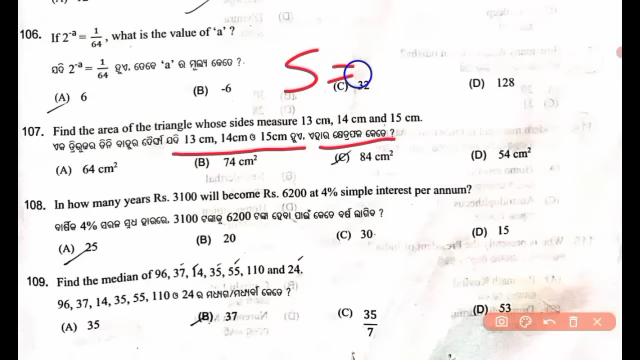 106. If 2^-a = 1/64, what is the value of 'a' ?
ଯଦି 2^-a = 1/64 ହୁଏ, ତେବେ 'a' ର ମୂଲ୍ୟ କେତେ ?
(A) 6 (B) -6 (C) 32 (D) 128
S =
107. Find the area of the triangle whose sides measure 13 cm, 14 cm and 15 cm.
ଏକ ତ୍ରିଭୁଜର ତିନି ବାହୁର ଦୈର୍ଘ୍ୟ ଯଦି 13 cm, 14cm ଓ 15cm ହୁଏ, ଏହାର କ୍ଷେତ୍ରଫଳ କେତେ ?
(A) 64 cm² (B) 74 cm² (C) 84 cm² (D) 54 cm²
108. In how many years Rs. 3100 will become Rs. 6200 at 4% simple interest per annum?
ବାର୍ଷିକ 4% ସରଳ ସୁଧ ହାରରେ, 3100 ଟଙ୍କାକୁ 6200 ଟଙ୍କା ହେବା ପାଇଁ କେତେ ବର୍ଷ ଲାଗିବ ?
(A) 25 (B) 20 (C) 30 (D) 15
109. Find the median of 96, 37, 14, 35, 55, 110 and 24.
96, 37, 14, 35, 55, 110 ଓ 24 ର ମଧ୍ୟମା/ମଧ୍ୟମାଙ୍କ କେତେ ?
(A) 35 (B) 37 (C) 35/7 (D) 53